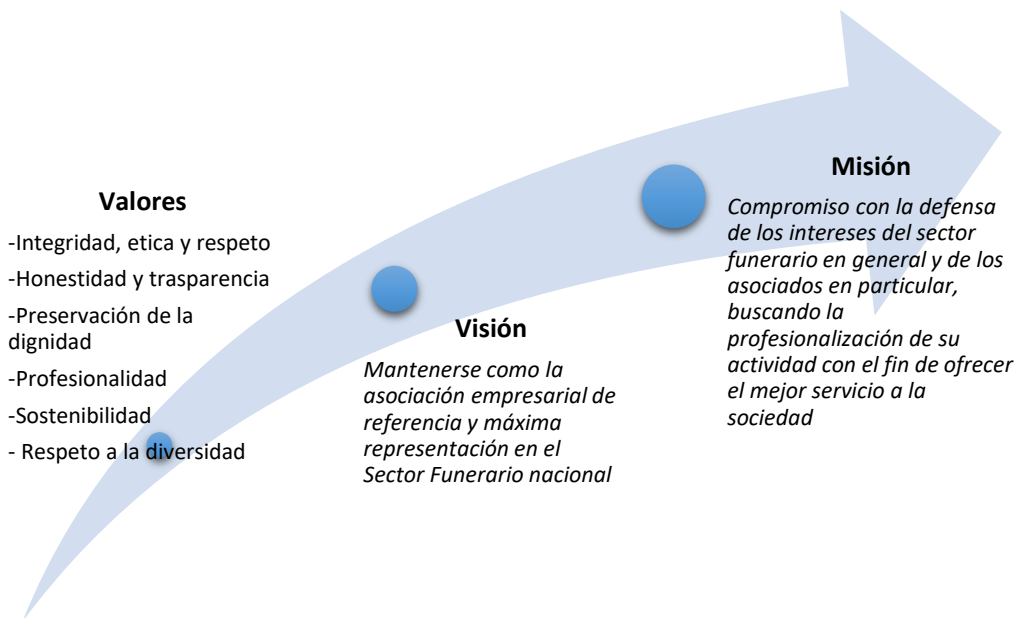 Valores
-Integridad, etica y respeto
-Honestidad y trasparencia
-Preservación de la
dignidad
-Profesionalidad
-Sostenibilidad
- Respeto a la diversidad
Visión
Mantenerse como la
asociación empresarial de
referencia y máxima
representación en el
Sector Funerario nacional
Misión
Compromiso con la defensa
de los intereses del sector
funerario en general y de los
asociados en particular,
buscando la
profesionalización de su
actividad con el fin de ofrecer
el mejor servicio a la
sociedad